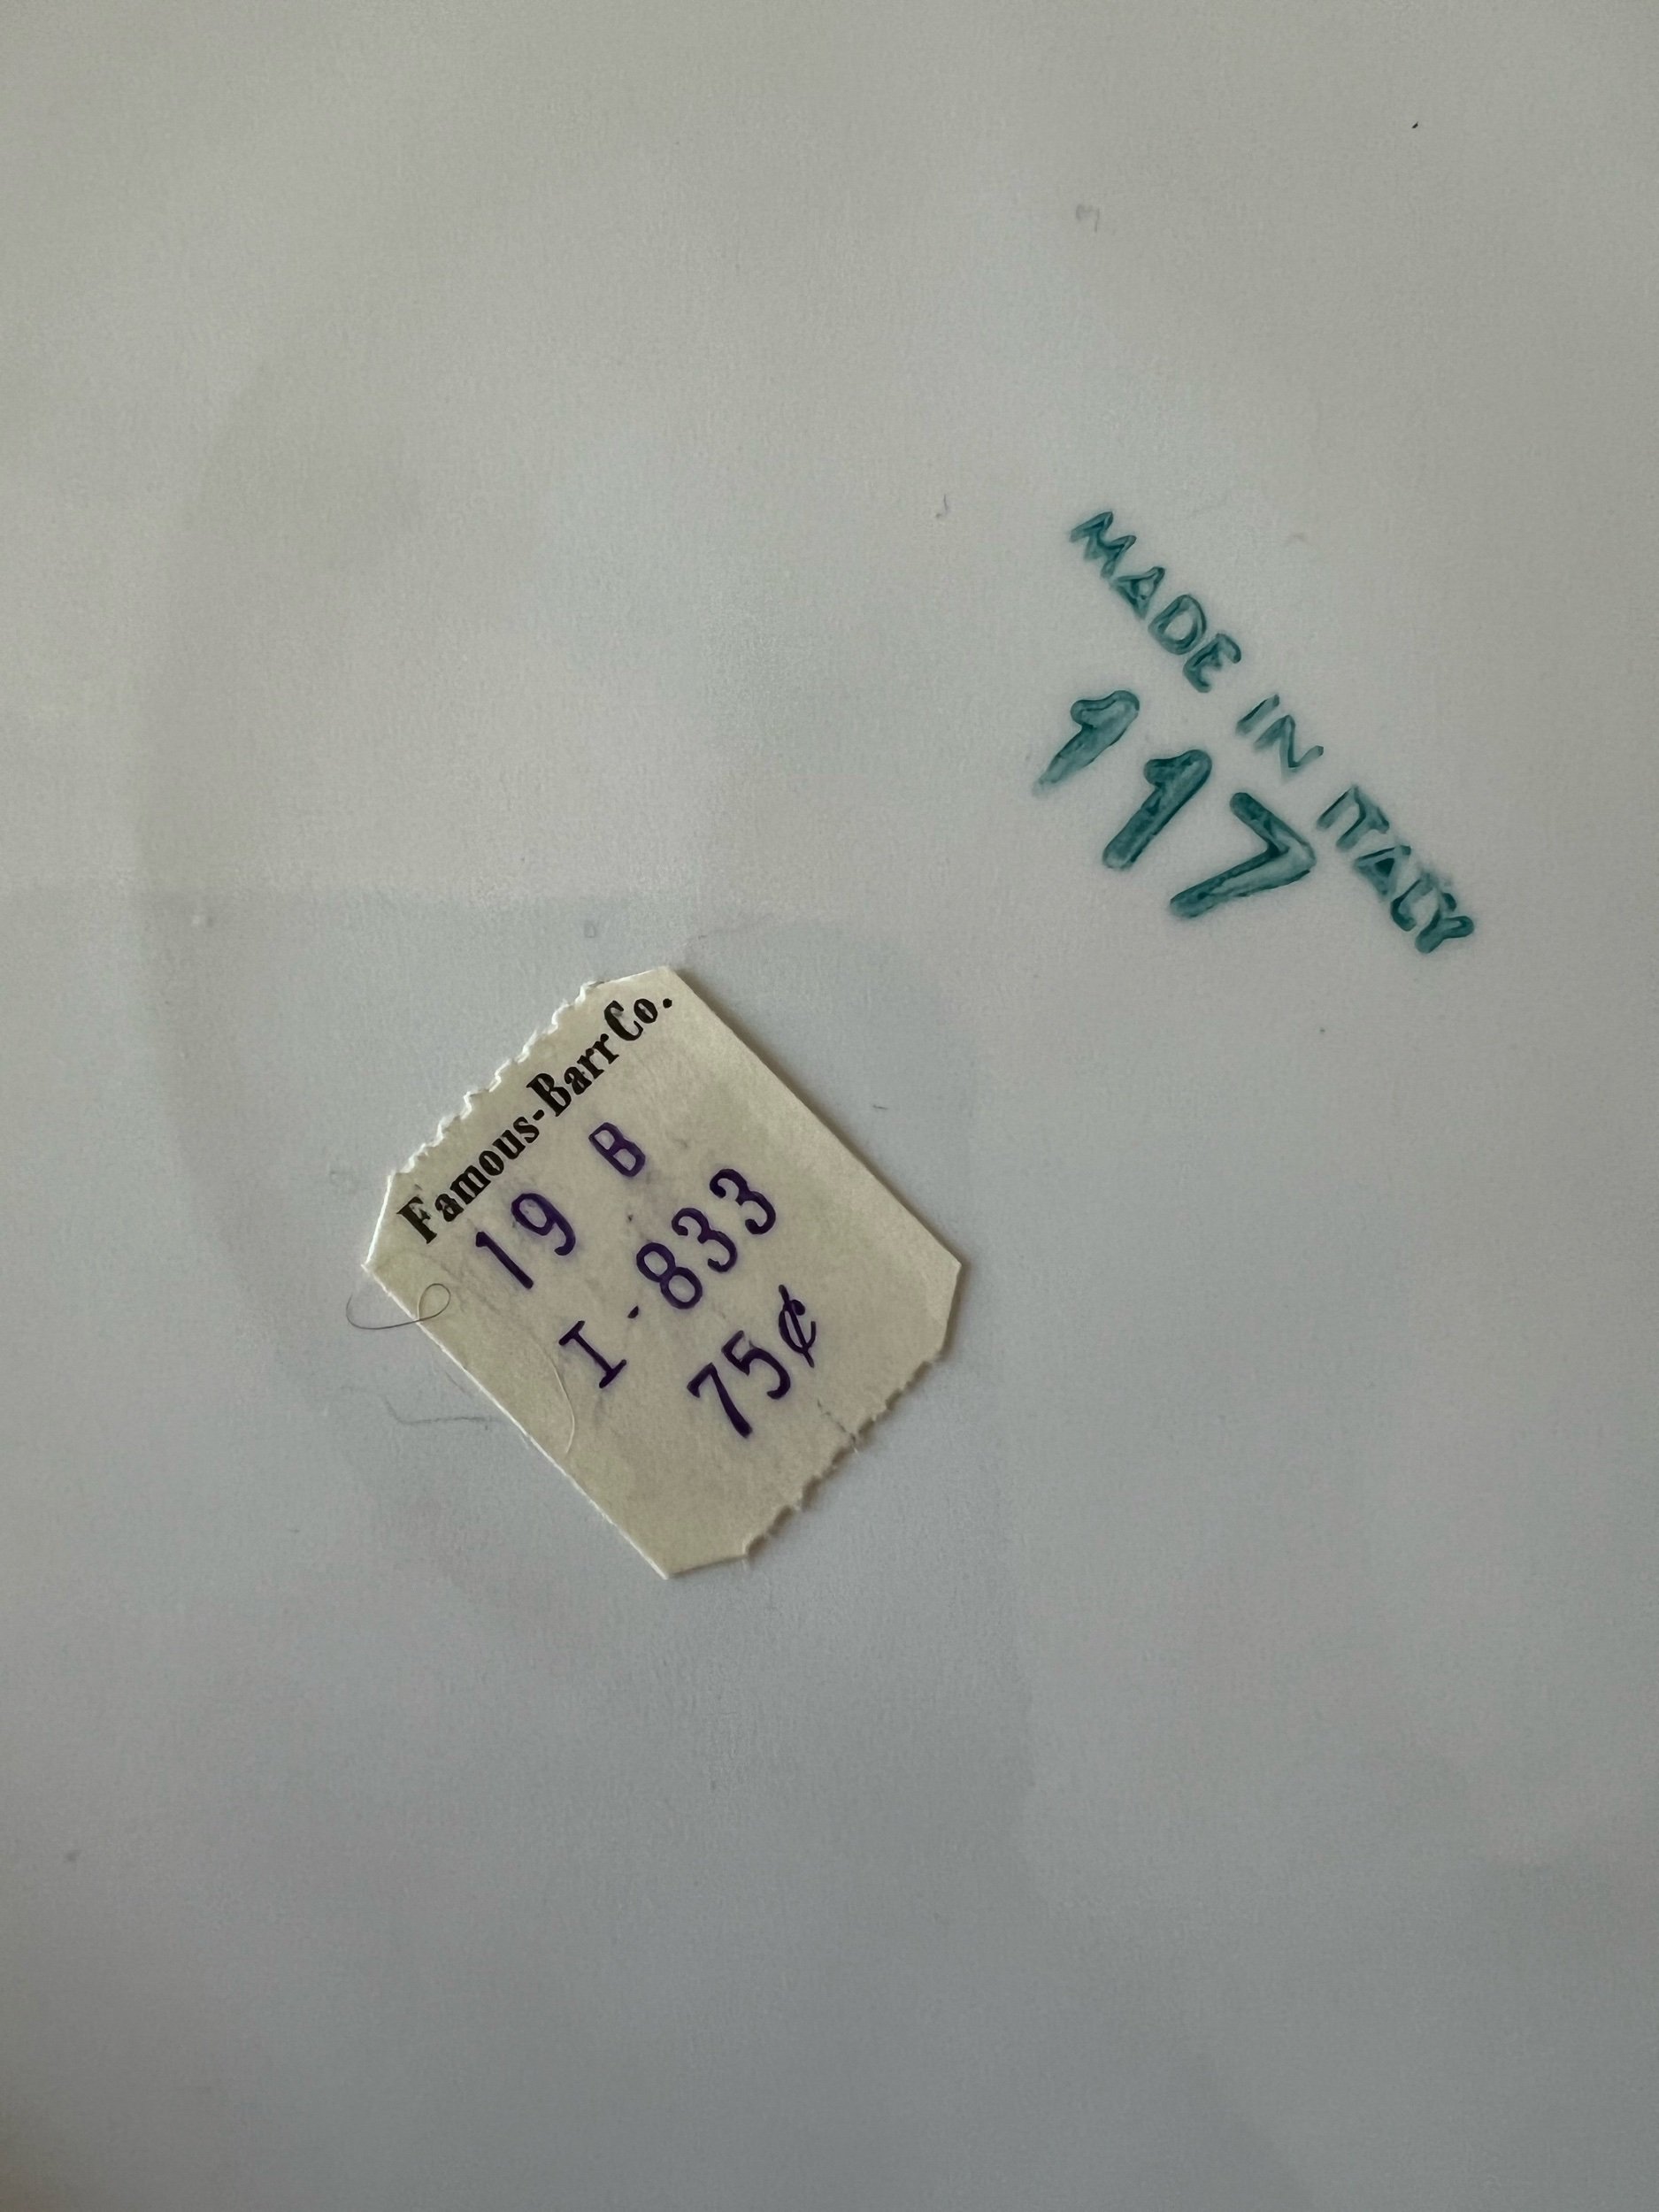 MADE IN ITALY
117
Famous-Barr Co.
19 B
I-833
75¢